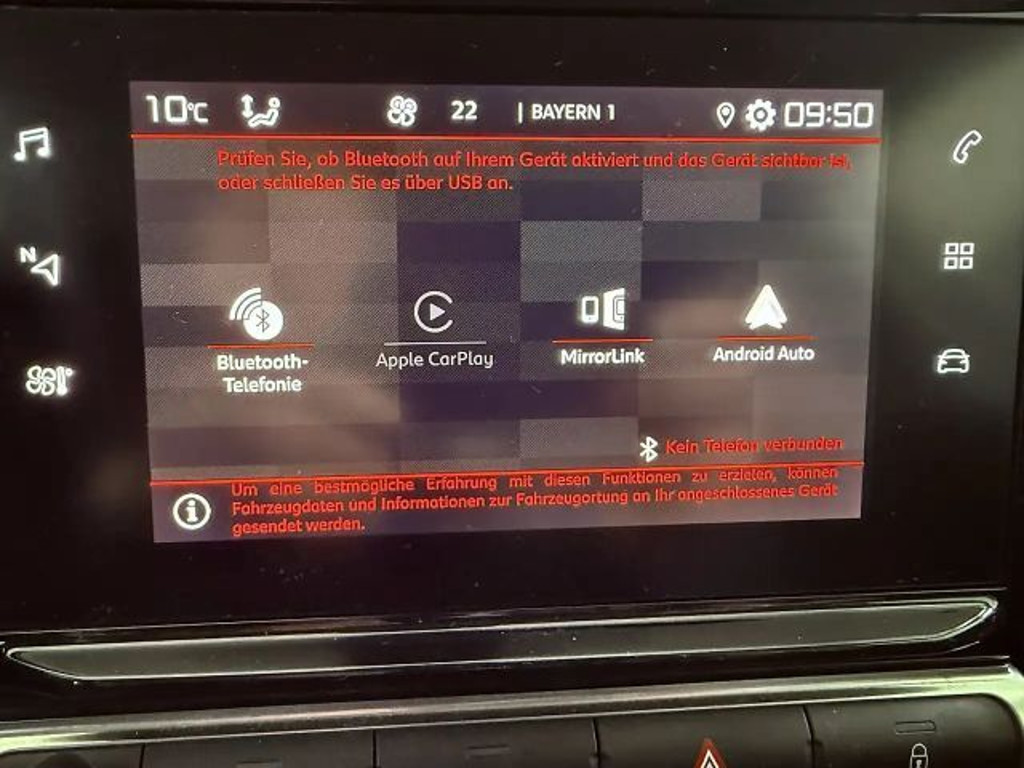 10°C 22 | BAYERN 1 09:50
Prüfen Sie, ob Bluetooth auf Ihrem Gerät aktiviert und das Gerät sichtbar ist,
oder schließen Sie es über USB an.
N
Bluetooth-
Telefonie
Apple CarPlay
MirrorLink
Android Auto
Kein Telefon verbunden
Um eine bestmögliche Erfahrung mit diesen Funktionen zu erzielen, können
Fahrzeugdaten und Informationen zur Fahrzeugortung an Ihr angeschlossenes Gerät
gesendet werden.